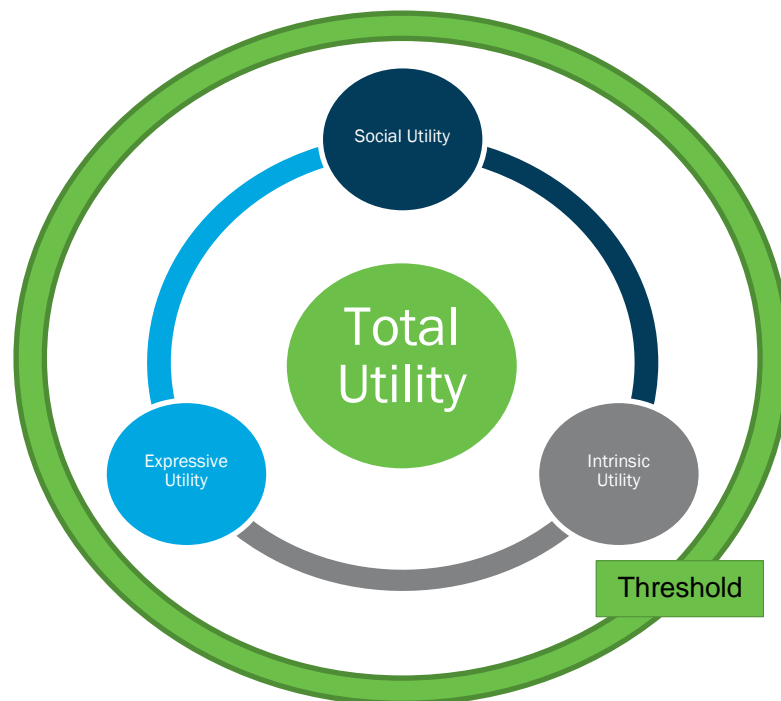 Social Utility
Total
Utility
Expressive
Utility
Intrinsic
Utility
Threshold